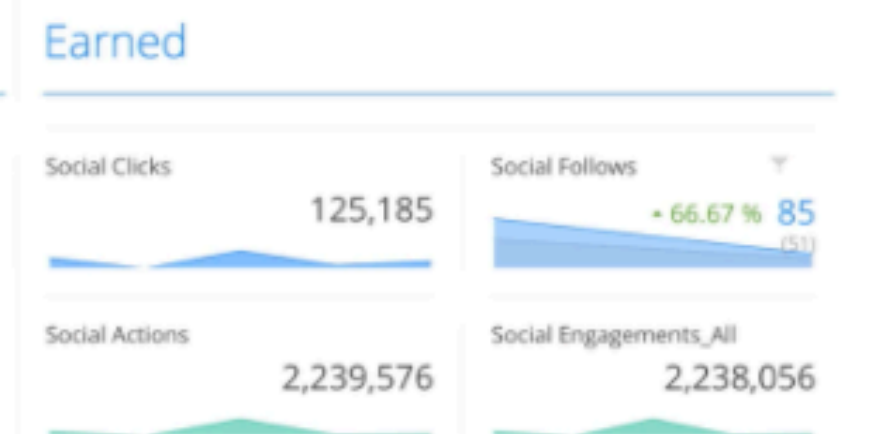 Earned
Social Clicks
125,185
Social Follows
66.67 % 85
(51)
Social Actions
2,239,576
Social Engagements_All
2,238,056